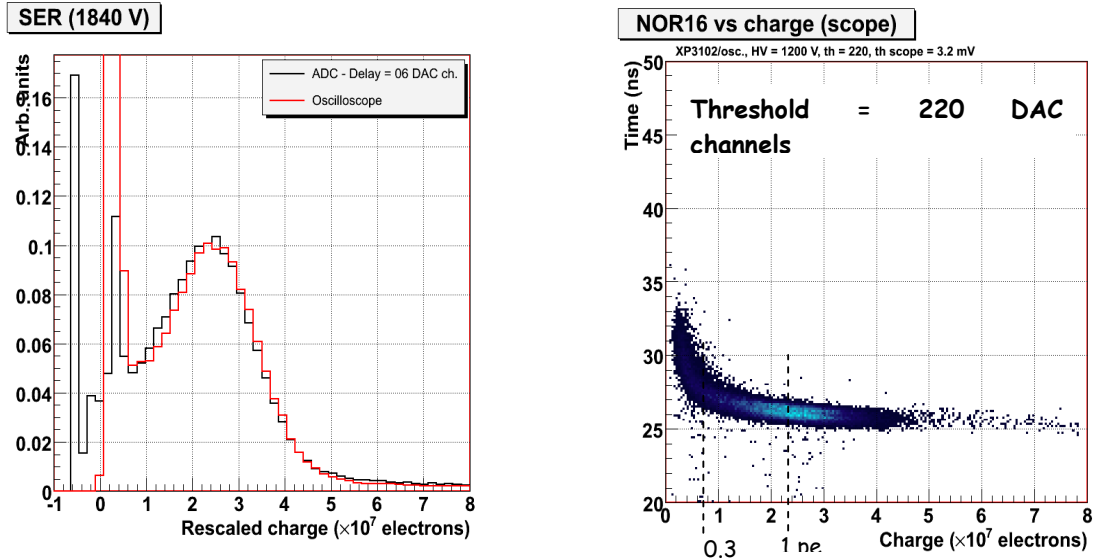 SER (1840 V)
Arb. units
0.16
0.14
0.12
0.1
0.08
0.06
0.04
0.02
0
ADC - Delay = 06 DAC ch.
Oscilloscope
-1 0 1 2 3 4 5 6 7 8
Rescaled charge (×10⁷ electrons)
NOR16 vs charge (scope)
XP3102/osc., HV = 1200 V, th = 220, th scope = 3.2 mV
Time (ns)
50
45
40
35
30
25
20
Threshold = 220 DAC
channels
0 1 2 3 4 5 6 7 8
Charge (×10⁷ electrons)
0.3 1 pe